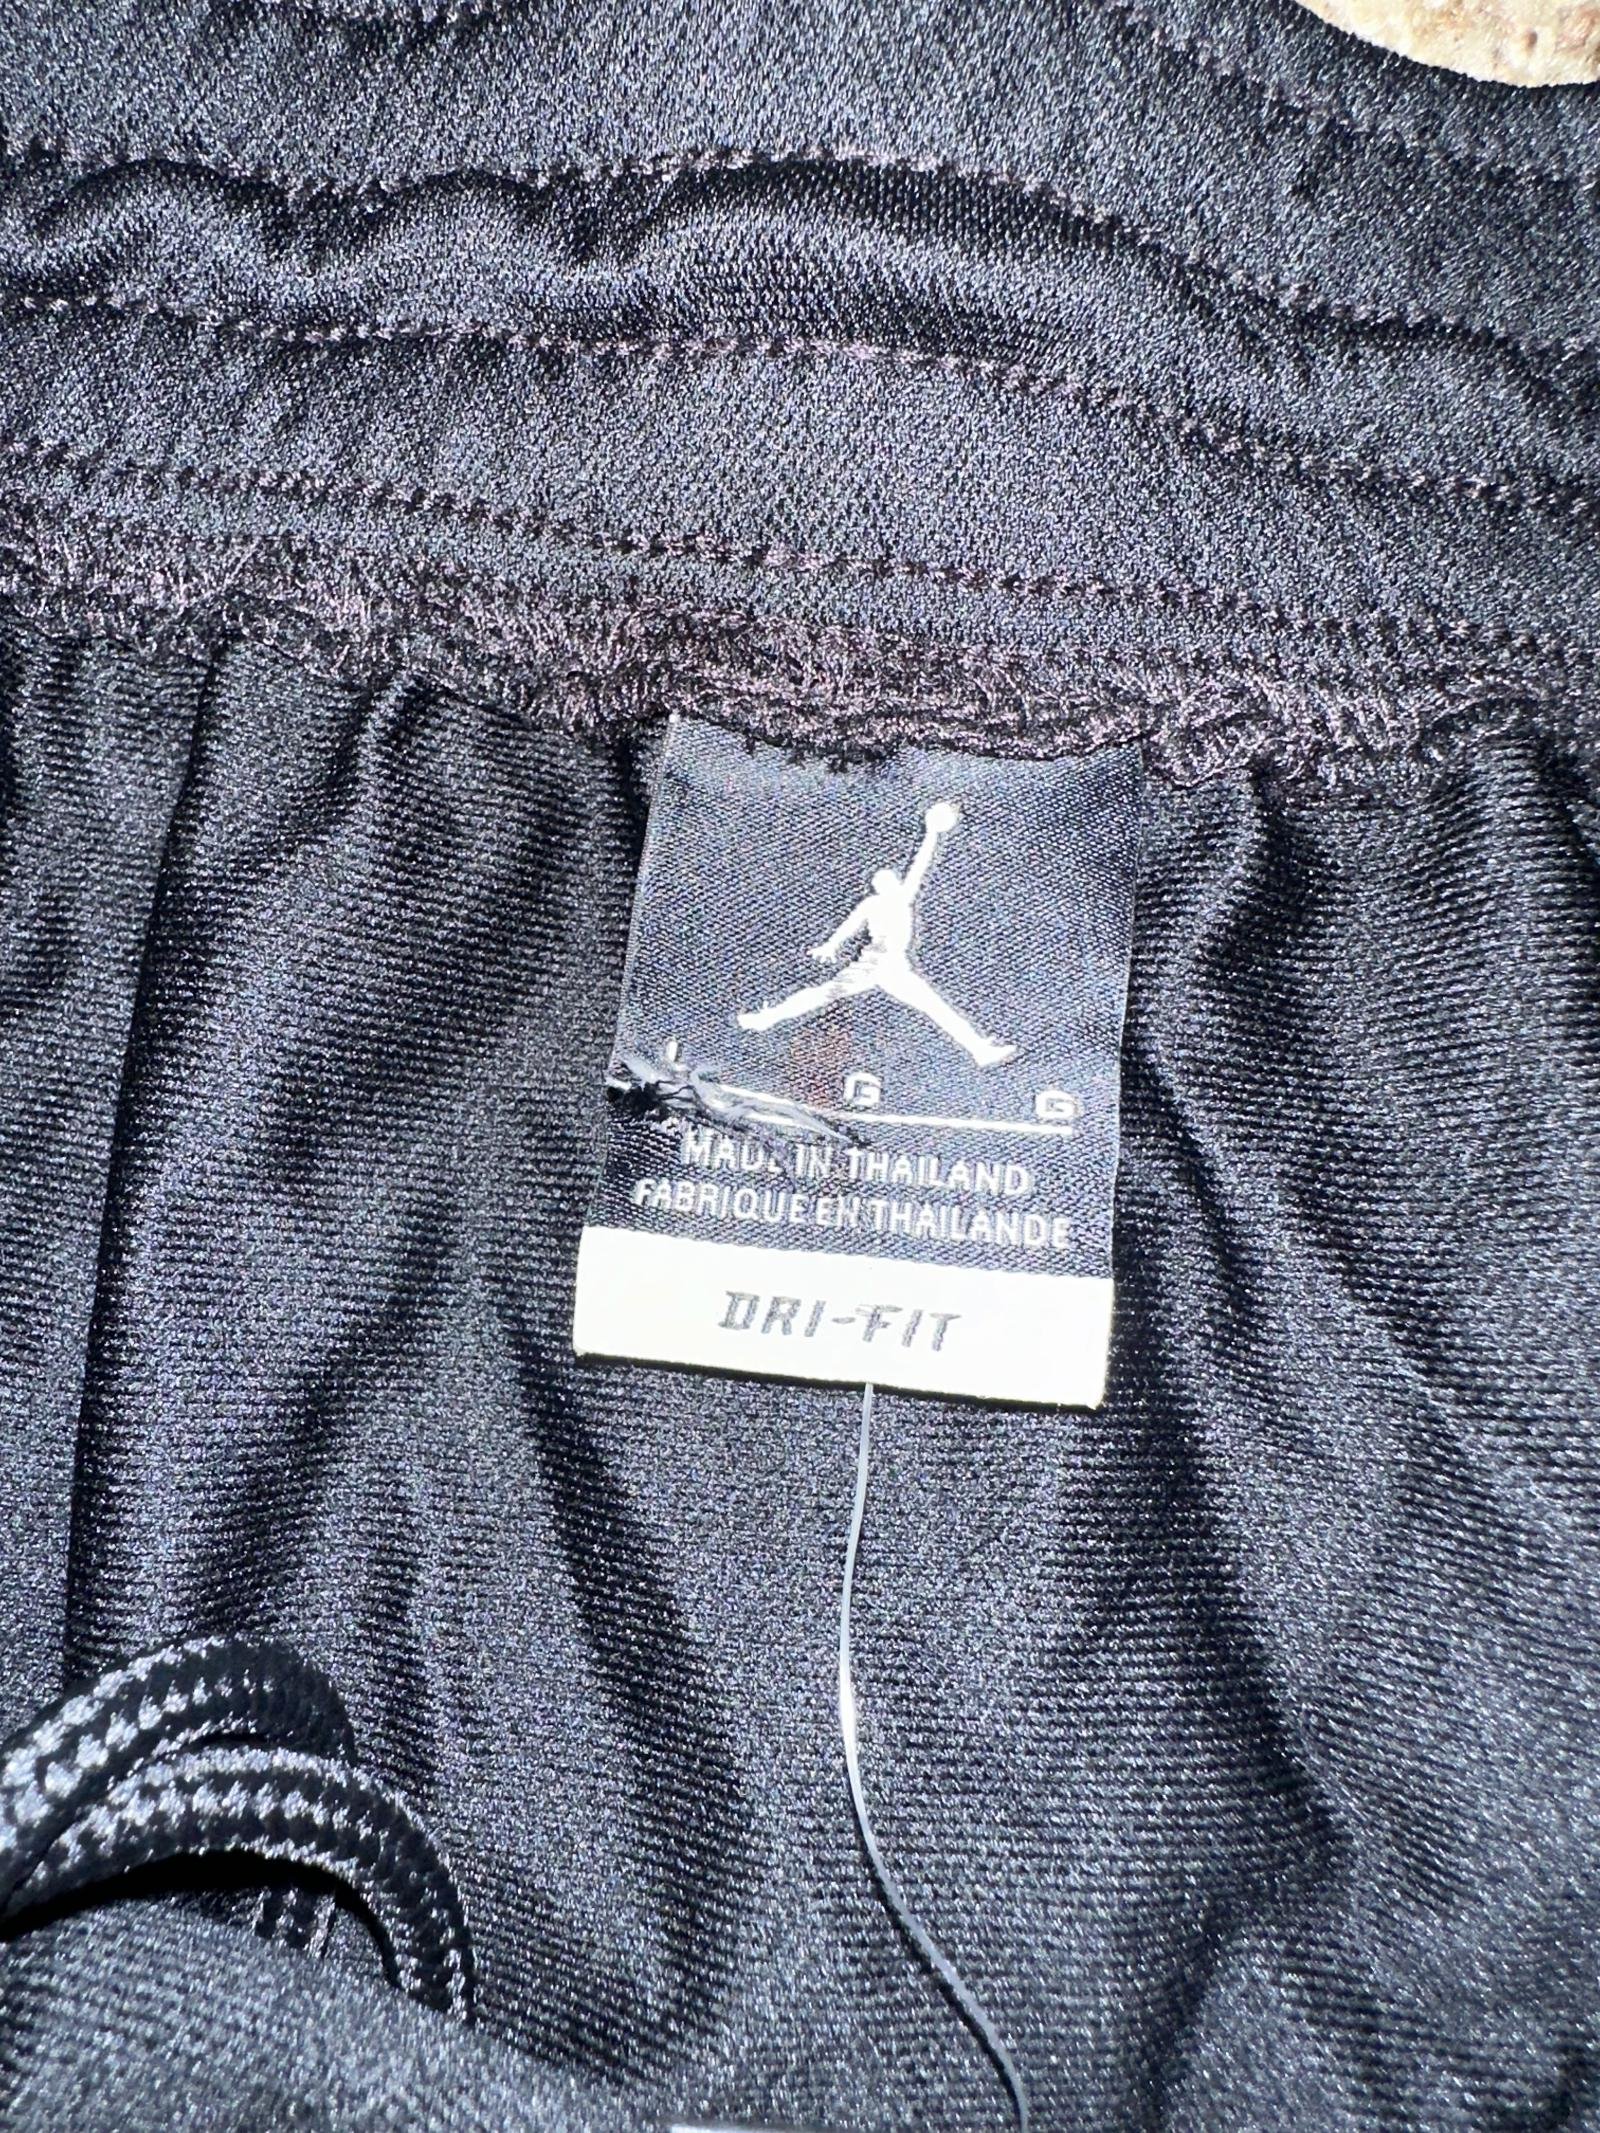 L G G
MADE IN THAILAND
FABRIQUE EN THAILANDE
DRI-FIT